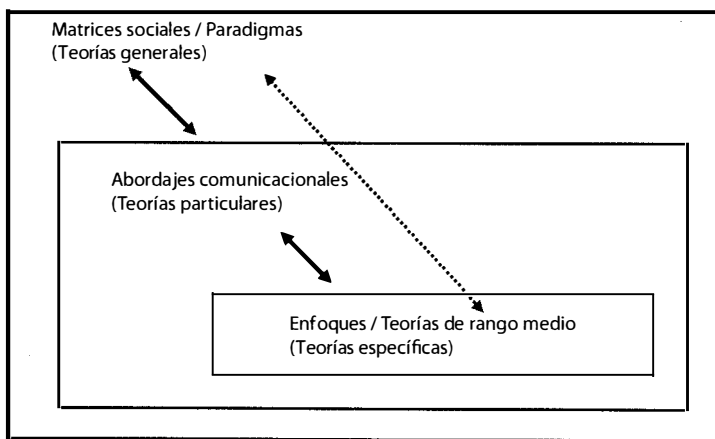 Matrices sociales / Paradigmas
(Teorías generales)
Abordajes comunicacionales
(Teorías particulares)
Enfoques / Teorías de rango medio
(Teorías específicas)